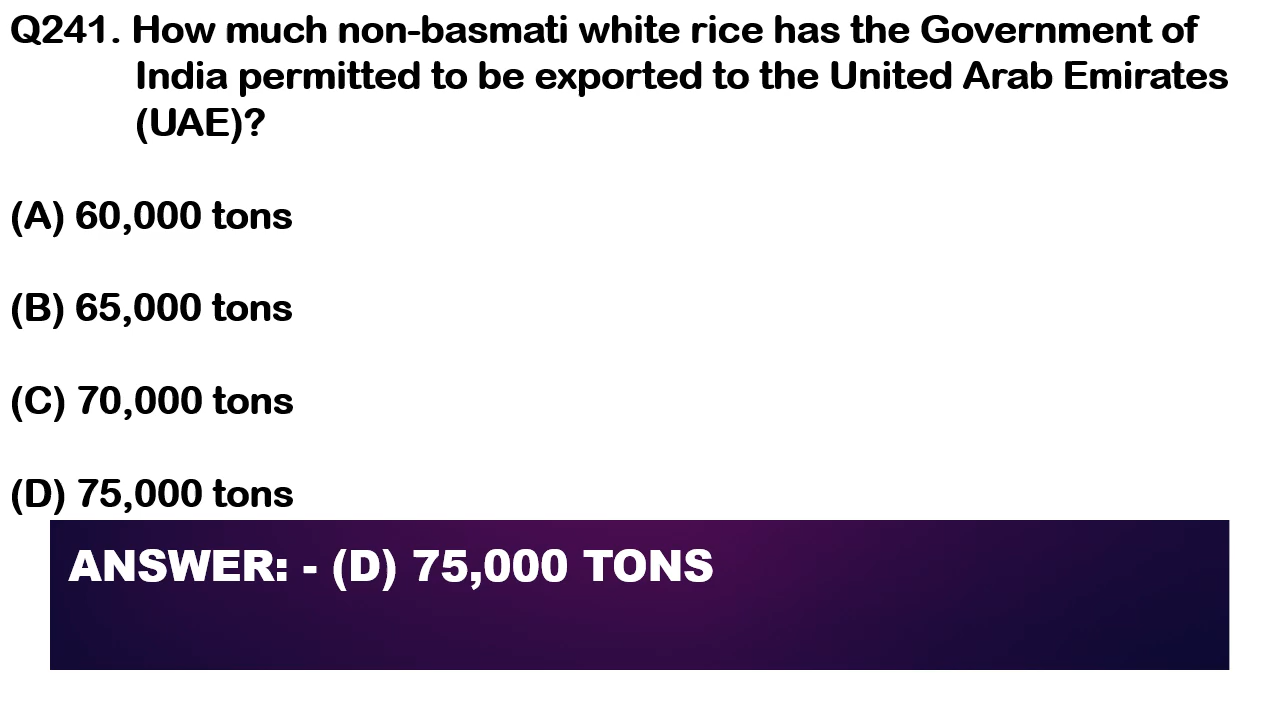 Q241. How much non-basmati white rice has the Government of
India permitted to be exported to the United Arab Emirates
(UAE)?
(A) 60,000 tons
(B) 65,000 tons
(C) 70,000 tons
(D) 75,000 tons
ANSWER: - (D) 75,000 TONS